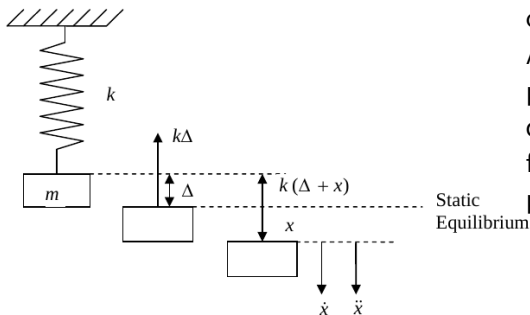 k
kΔ
m
Δ
k (Δ + x)
x
Static
Equilibrium
ẋ
ẍ